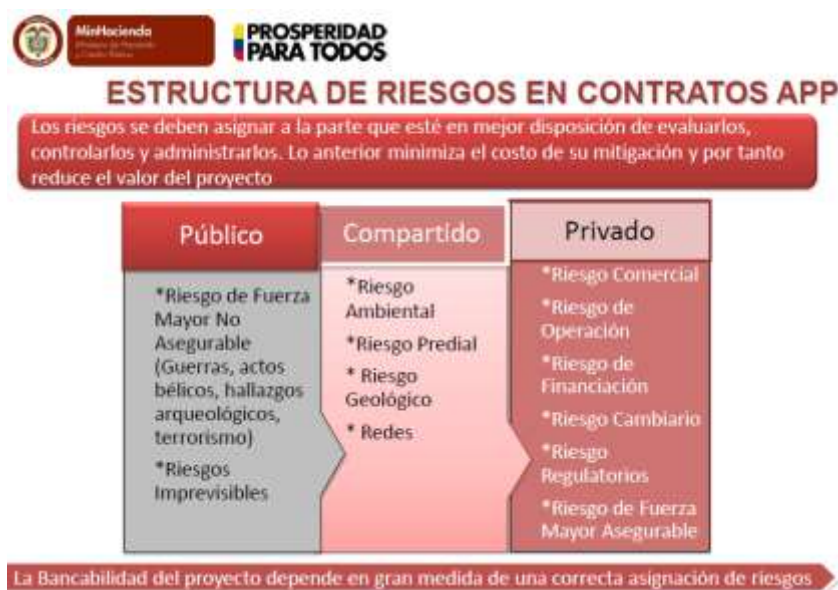 MinHacienda
Ministerio de Hacienda
y Crédito Público
PROSPERIDAD
PARA TODOS
ESTRUCTURA DE RIESGOS EN CONTRATOS APP
Los riesgos se deben asignar a la parte que esté en mejor disposición de evaluarlos,
controlarlos y administrarlos. Lo anterior minimiza el costo de su mitigación y por tanto
reduce el valor del proyecto
Público
*Riesgo de Fuerza
Mayor No
Asegurable
(Guerras, actos
bélicos, hallazgos
arqueológicos,
terrorismo)
*Riesgos
Imprevisibles
Compartido
*Riesgo
Ambiental
*Riesgo Predial
* Riesgo
Geológico
* Redes
Privado
*Riesgo Comercial
*Riesgo de
Operación
*Riesgo de
Financiación
*Riesgo Cambiario
*Riesgo
Regulatorios
*Riesgo de Fuerza
Mayor Asegurable
La Bancabilidad del proyecto depende en gran medida de una correcta asignación de riesgos